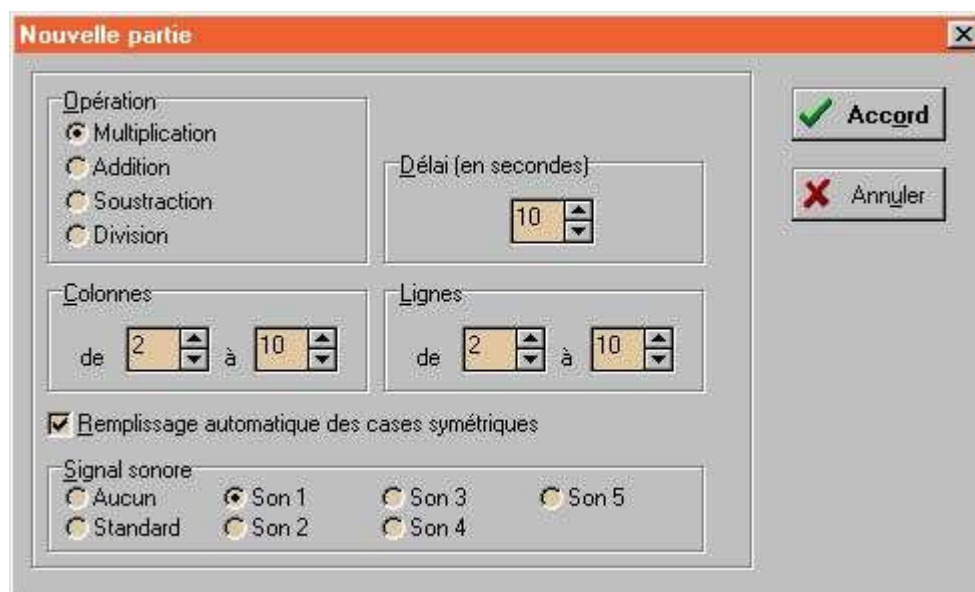 Nouvelle partie
Opération
Multiplication
Addition
Soustraction
Division
Délai (en secondes)
10
Accord
Annuler
Colonnes
de 2 à 10
Lignes
de 2 à 10
Remplissage automatique des cases symétriques
Signal sonore
Aucun Son 1 Son 3 Son 5
Standard Son 2 Son 4